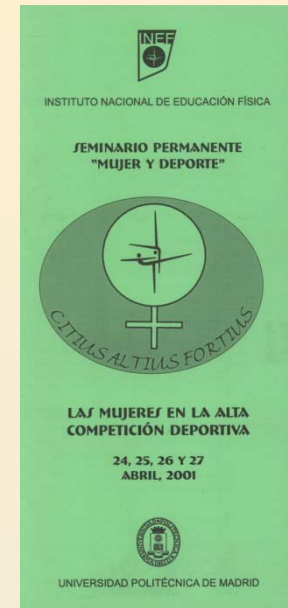 INEF
INSTITUTO NACIONAL DE EDUCACIÓN FÍSICA
SEMINARIO PERMANENTE
"MUJER Y DEPORTE"
CITIUS ALTIUS FORTIUS
LAS MUJERES EN LA ALTA
COMPETICIÓN DEPORTIVA
24, 25, 26 Y 27
ABRIL, 2001
UNIVERSIDAD POLITÉCNICA DE MADRID